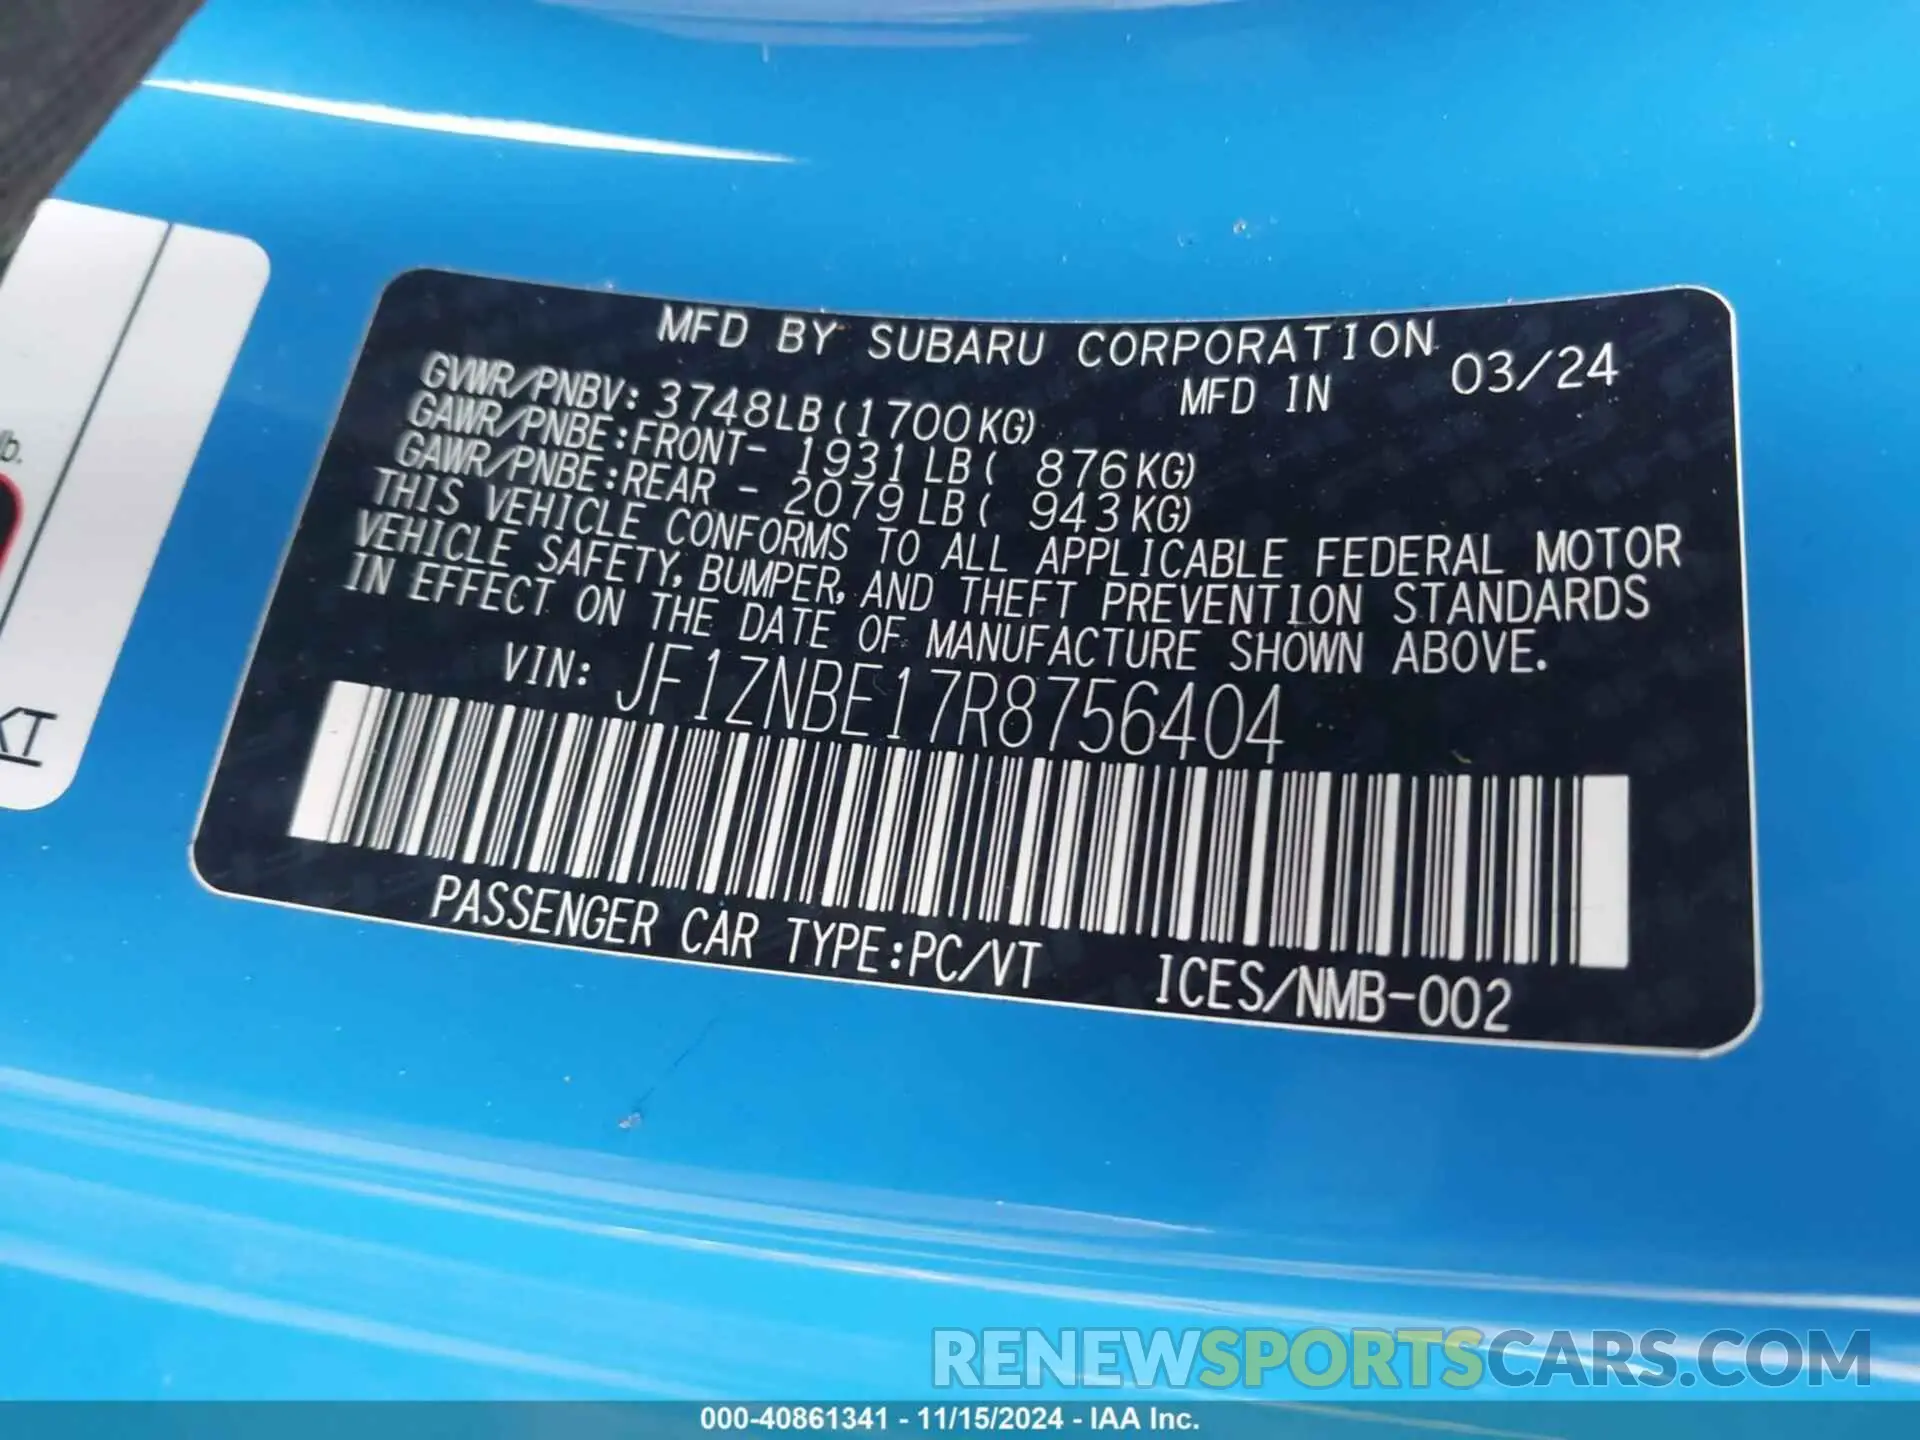 MFD BY SUBARU CORPORATION
MFD IN 03/24
GVWR/PNBV: 3748LB(1700KG)
GAWR/PNBE:FRONT- 1931LB( 876KG)
GAWR/PNBE:REAR - 2079LB( 943KG)
THIS VEHICLE CONFORMS TO ALL APPLICABLE FEDERAL MOTOR
VEHICLE SAFETY, BUMPER, AND THEFT PREVENTION STANDARDS
IN EFFECT ON THE DATE OF MANUFACTURE SHOWN ABOVE.
VIN: JF1ZNBE17R8756404
PASSENGER CAR TYPE:PC/VT ICES/NMB-002
lb.
KT
RENEWSPORTSCARS.COM
000-40861341 - 11/15/2024 - IAA Inc.